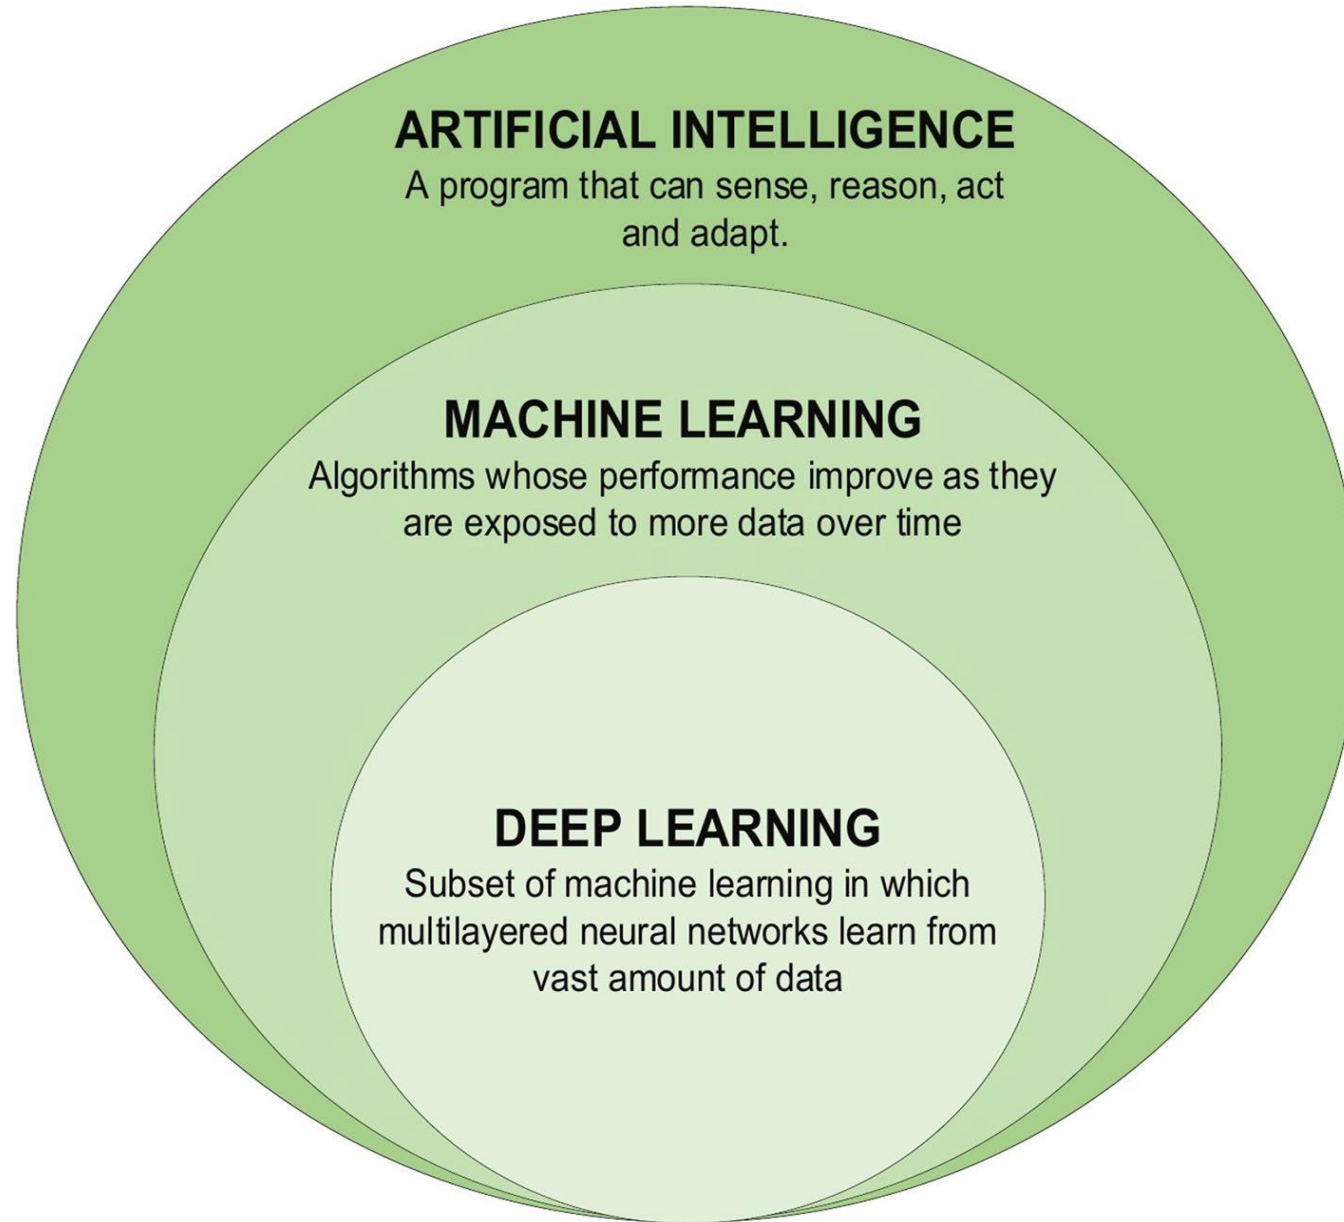 ARTIFICIAL INTELLIGENCE
A program that can sense, reason, act
and adapt.
MACHINE LEARNING
Algorithms whose performance improve as they
are exposed to more data over time
DEEP LEARNING
Subset of machine learning in which
multilayered neural networks learn from
vast amount of data